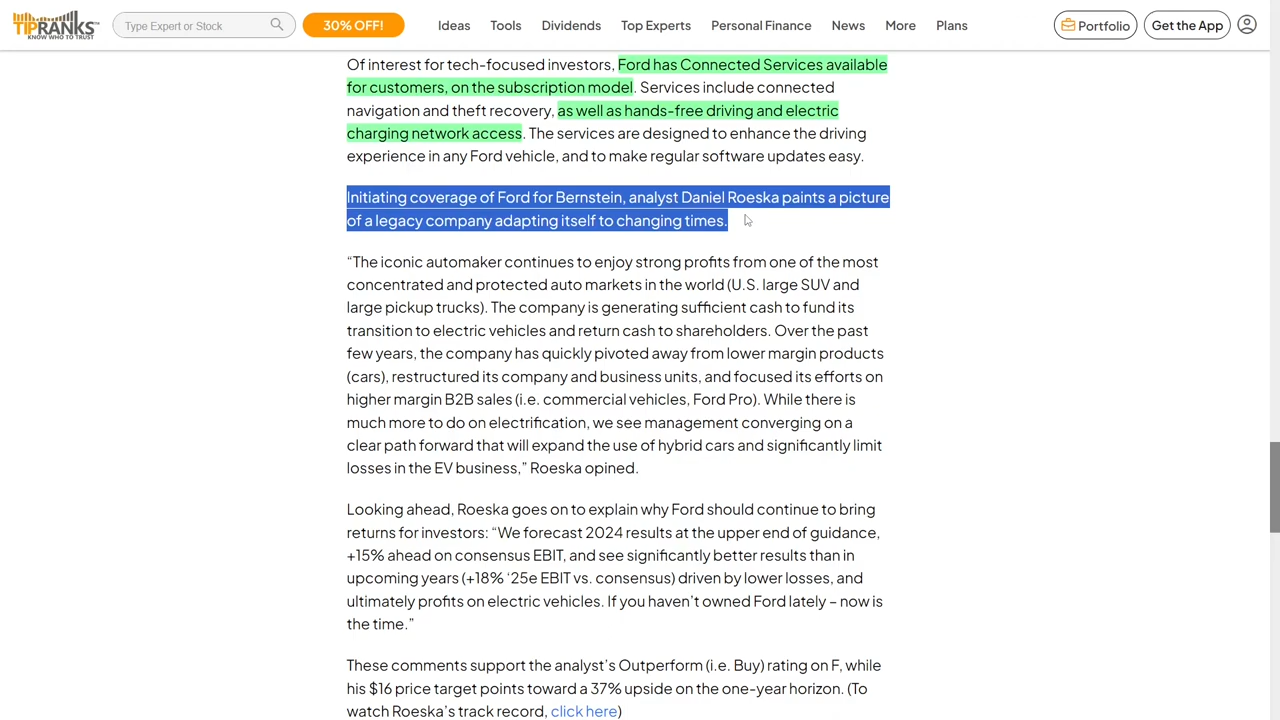 TIPRANKS
KNOW WHO TO TRUST
Type Expert or Stock
30% OFF!
Ideas
Tools
Dividends
Top Experts
Personal Finance
News
More
Plans
Portfolio
Get the App
Of interest for tech-focused investors, Ford has Connected Services available
for customers, on the subscription model. Services include connected
navigation and theft recovery, as well as hands-free driving and electric
charging network access. The services are designed to enhance the driving
experience in any Ford vehicle, and to make regular software updates easy.
Initiating coverage of Ford for Bernstein, analyst Daniel Roeska paints a picture
of a legacy company adapting itself to changing times.
“The iconic automaker continues to enjoy strong profits from one of the most
concentrated and protected auto markets in the world (U.S. large SUV and
large pickup trucks). The company is generating sufficient cash to fund its
transition to electric vehicles and return cash to shareholders. Over the past
few years, the company has quickly pivoted away from lower margin products
(cars), restructured its company and business units, and focused its efforts on
higher margin B2B sales (i.e. commercial vehicles, Ford Pro). While there is
much more to do on electrification, we see management converging on a
clear path forward that will expand the use of hybrid cars and significantly limit
losses in the EV business,” Roeska opined.
Looking ahead, Roeska goes on to explain why Ford should continue to bring
returns for investors: “We forecast 2024 results at the upper end of guidance,
+15% ahead on consensus EBIT, and see significantly better results than in
upcoming years (+18% ‘25e EBIT vs. consensus) driven by lower losses, and
ultimately profits on electric vehicles. If you haven’t owned Ford lately – now is
the time.”
These comments support the analyst’s Outperform (i.e. Buy) rating on F, while
his $16 price target points toward a 37% upside on the one-year horizon. (To
watch Roeska’s track record, click here)